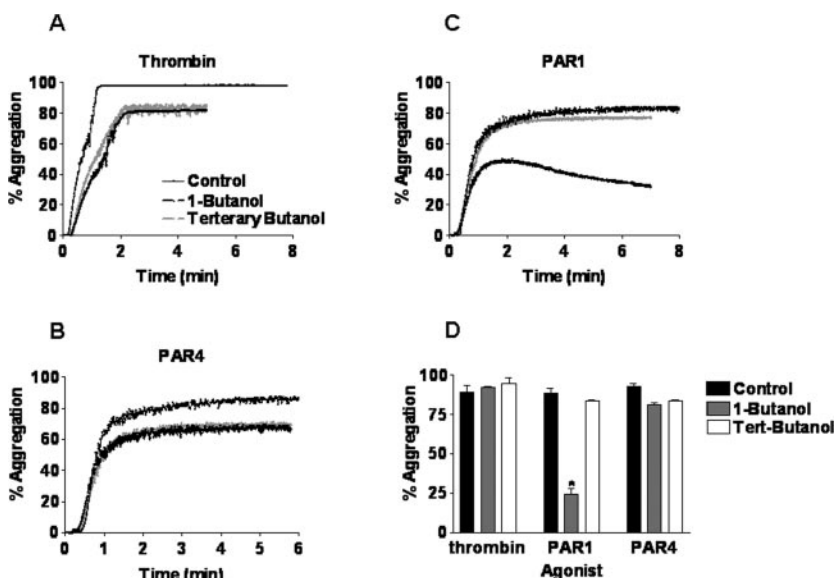 A
Thrombin
% Aggregation
100
80
60
40
20
0
Control
1-Butanol
Terterary Butanol
0 2 4 6 8
Time (min)
B
PAR4
% Aggregation
100
80
60
40
20
0
0 1 2 3 4 5 6
Time (min)
C
PAR1
% Aggregation
100
80
60
40
20
0
0 2 4 6 8
Time (min)
D
% Aggregation
100
75
50
25
0
*
thrombin PAR1 PAR4
Agonist
Control
1-Butanol
Tert-Butanol